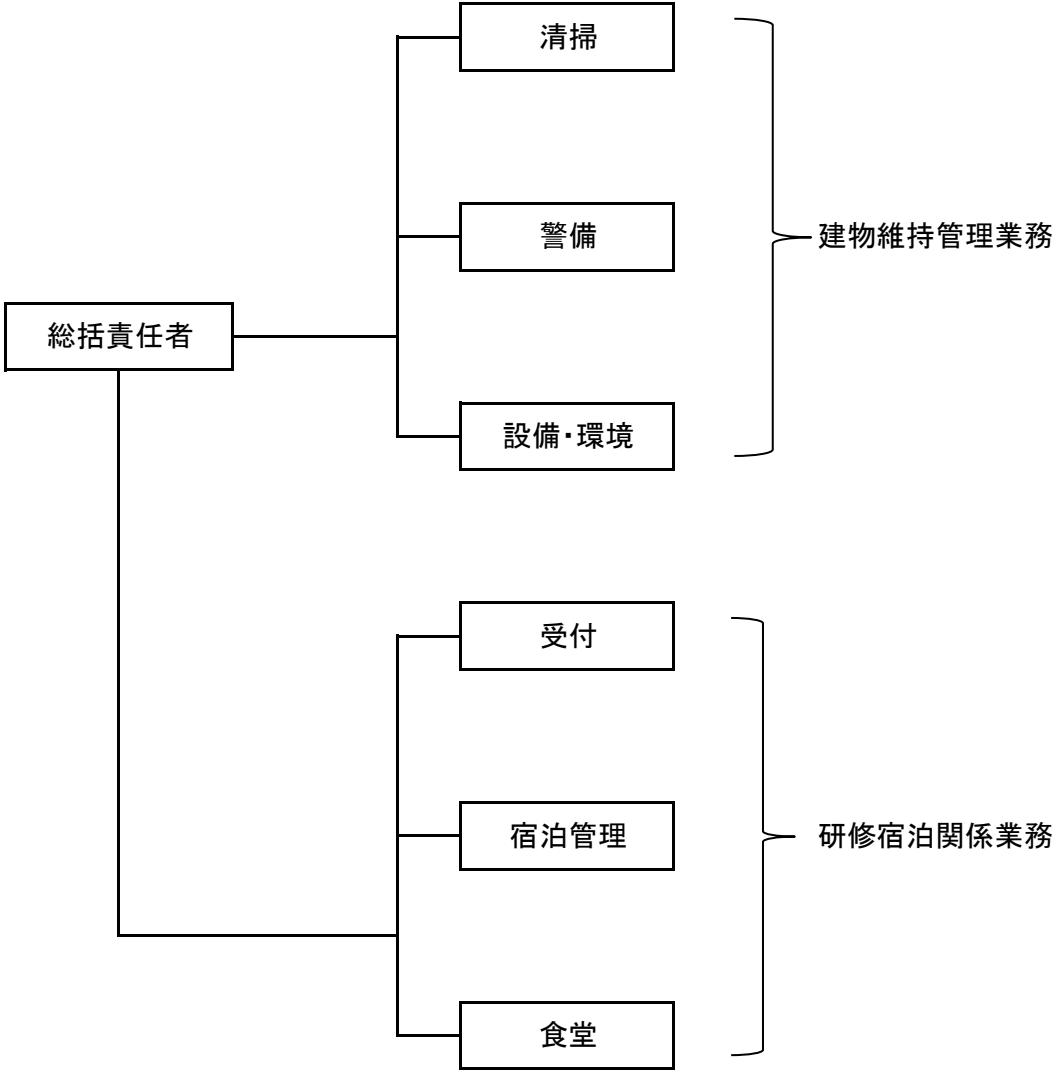 清掃
警備
建物維持管理業務
総括責任者
設備・環境
受付
宿泊管理
研修宿泊関係業務
食堂